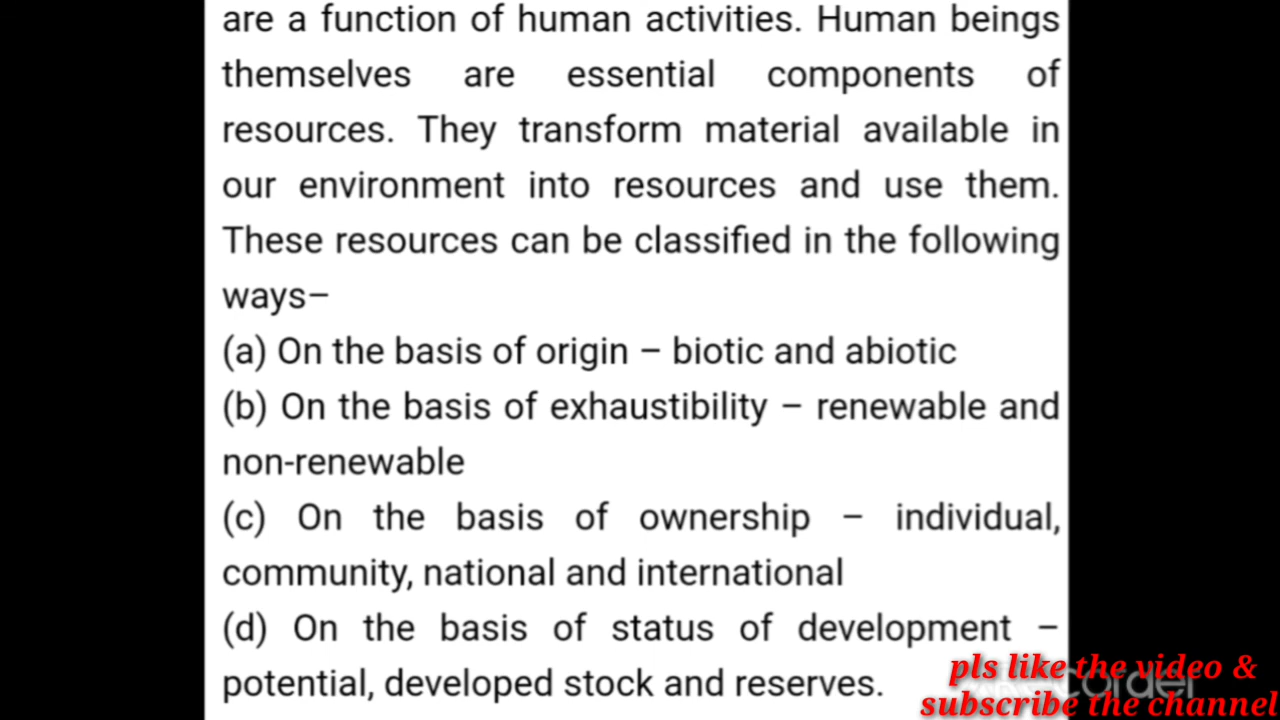 are a function of human activities. Human beings
themselves are essential components of
resources. They transform material available in
our environment into resources and use them.
These resources can be classified in the following
ways–
(a) On the basis of origin – biotic and abiotic
(b) On the basis of exhaustibility – renewable and
non-renewable
(c) On the basis of ownership – individual,
community, national and international
(d) On the basis of status of development –
potential, developed stock and reserves.
pls like the video &
subscribe the channel